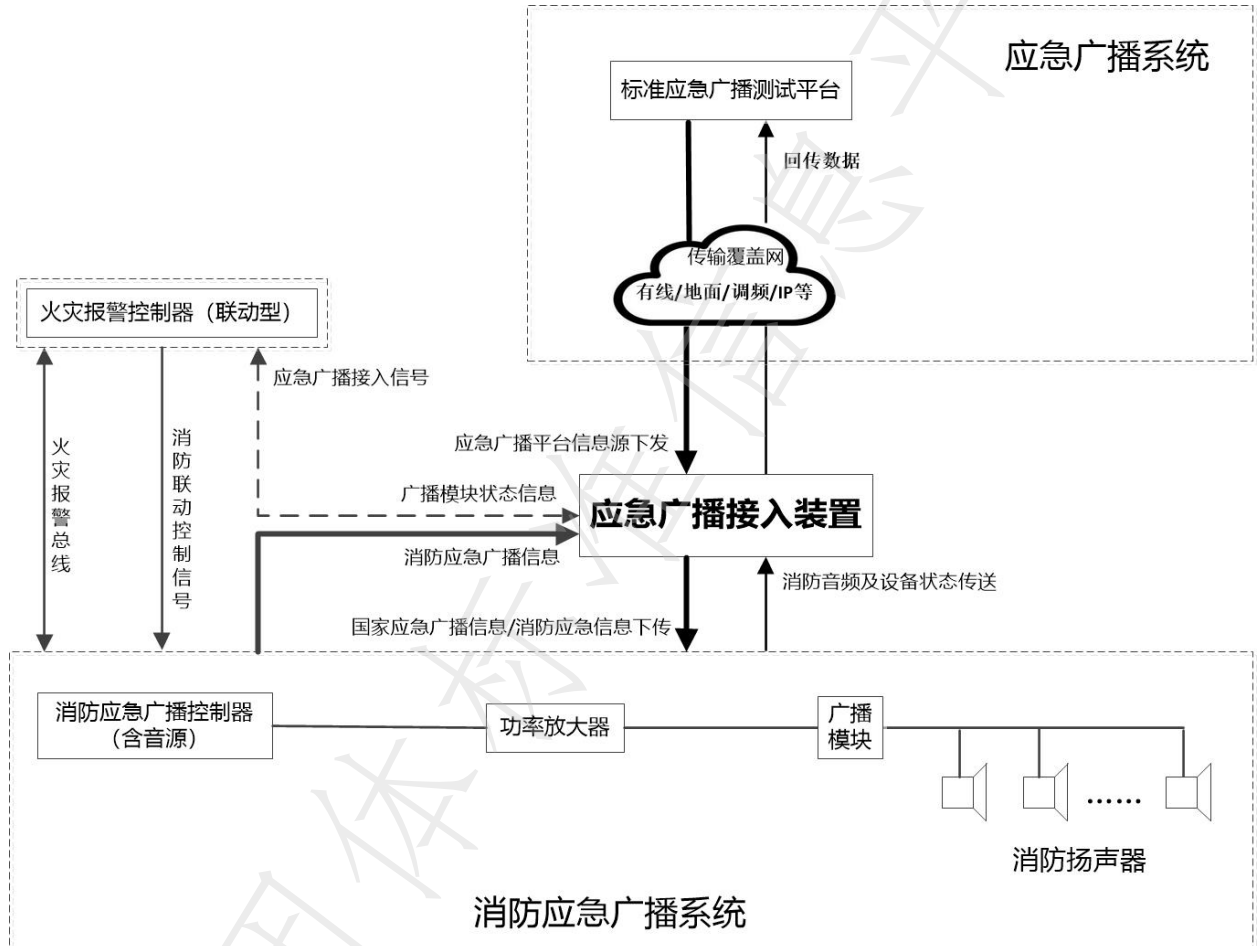 应急广播系统
标准应急广播测试平台
回传数据
传输覆盖网
有线/地面/调频/IP等
火灾报警控制器（联动型）
应急广播接入信号
火灾报警总线
消防联动控制信号
应急广播平台信息源下发
广播模块状态信息
应急广播接入装置
消防应急广播信息
消防音频及设备状态传送
国家应急广播信息/消防应急信息下传
消防应急广播控制器
（含音源）
功率放大器
广播
模块
......
消防扬声器
消防应急广播系统
团体标准信息平